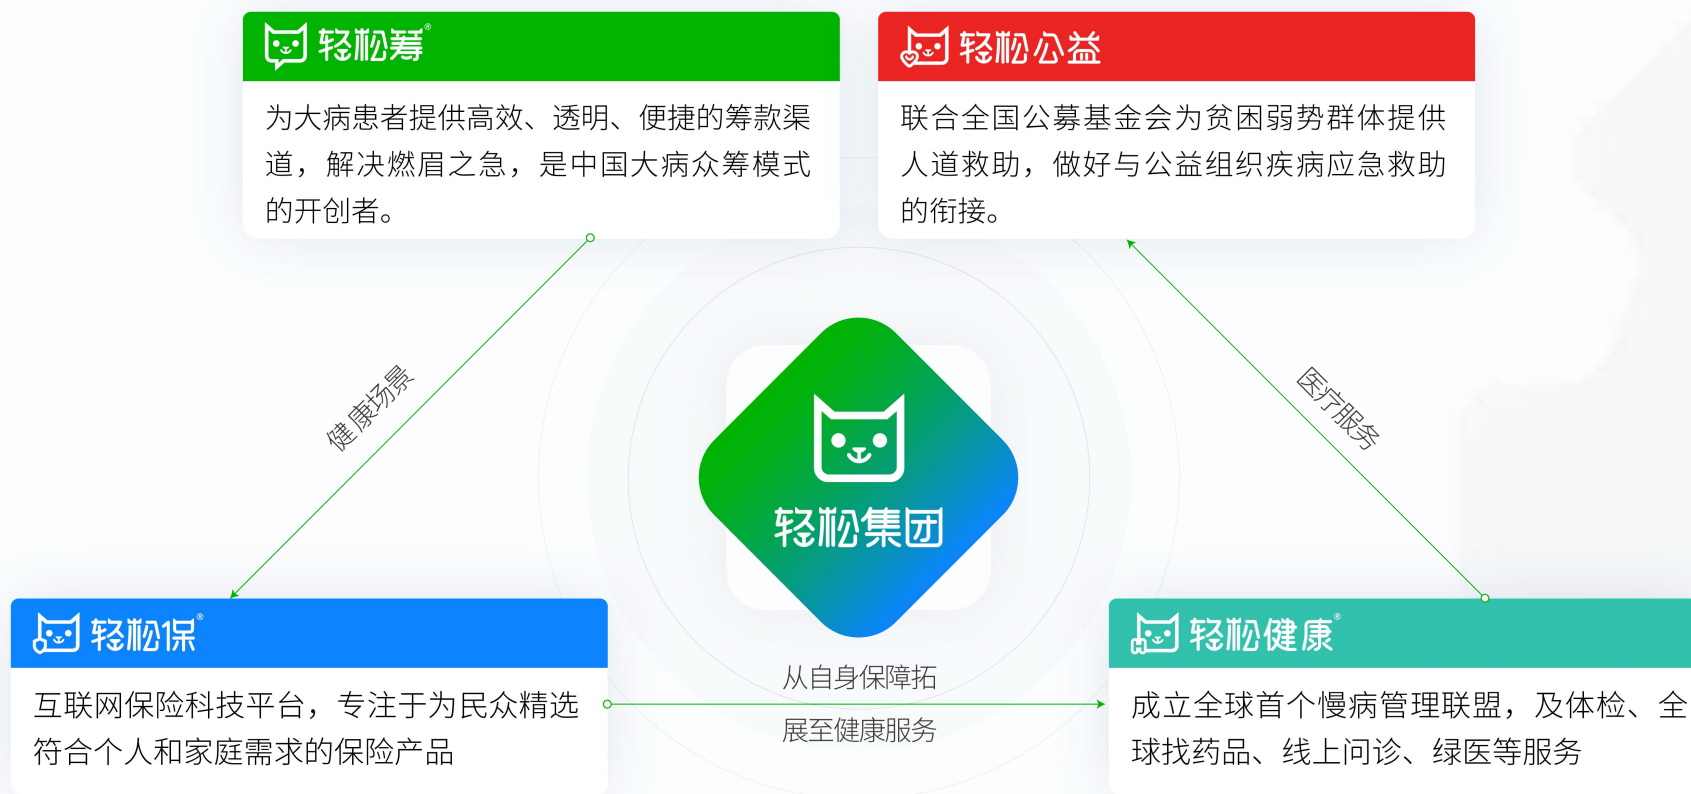 轻松筹®
为大病患者提供高效、透明、便捷的筹款渠
道，解决燃眉之急，是中国大病众筹模式
的开创者。
轻松公益
联合全国公募基金会为贫困弱势群体提供
人道救助，做好与公益组织疾病应急救助
的衔接。
健康场景
医疗服务
轻松集团
轻松保®
互联网保险科技平台，专注于为民众精选
符合个人和家庭需求的保险产品
从自身保障拓
展至健康服务
轻松健康®
成立全球首个慢病管理联盟，及体检、全
球找药品、线上问诊、绿医等服务